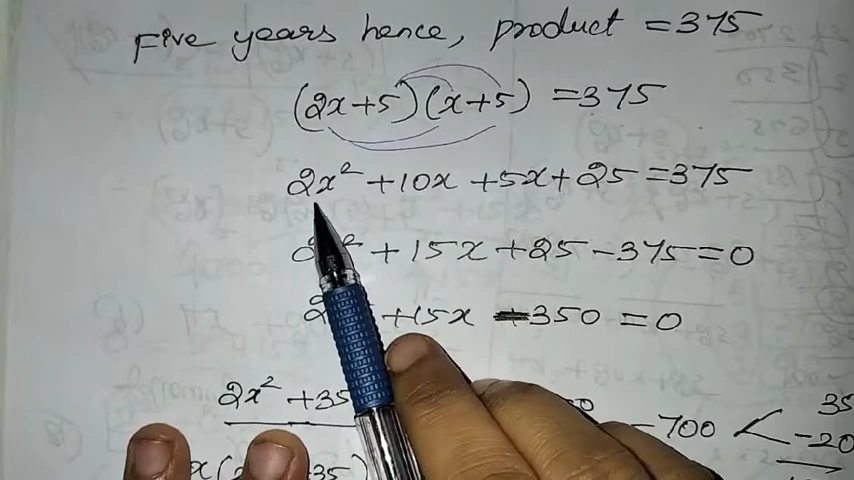 Five years hence, product = 375
(2x+5)(x+5) = 375
2x² + 10x + 5x + 25 = 375
+ 15x + 25 - 375 = 0
+ 15x - 350 = 0
2x² + 35 -700 < 35
-20